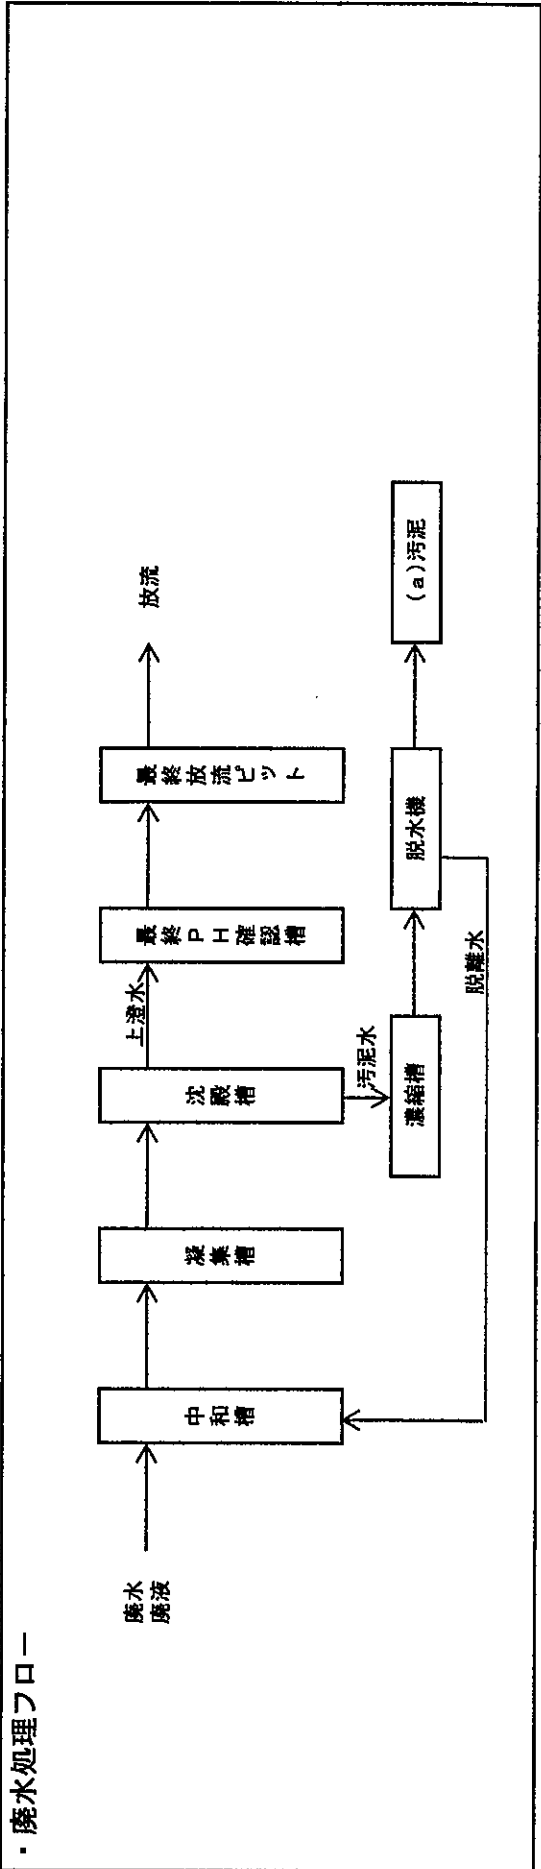 ・廃水処理フロー
廃水
廃液
中和槽
凝集槽
沈殿槽
上澄水
最終PH確認槽
最終放流ピット
放流
汚泥水
濃縮槽
脱水機
(a)汚泥
脱離水